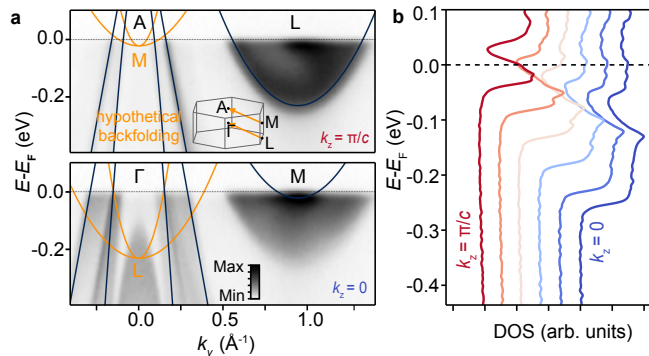 a
A
L
0.0
M
-0.2
hypothetical
backfolding
A
Γ
M
L
k_z = π/c
E-E_F (eV)
Γ
M
0.0
-0.2
L
Max
Min
k_z = 0
0.0
0.5
1.0
k_y (Å⁻¹)
b
0.1
0.0
-0.1
-0.2
-0.3
-0.4
E-E_F (eV)
k_z = π/c
k_z = 0
DOS (arb. units)